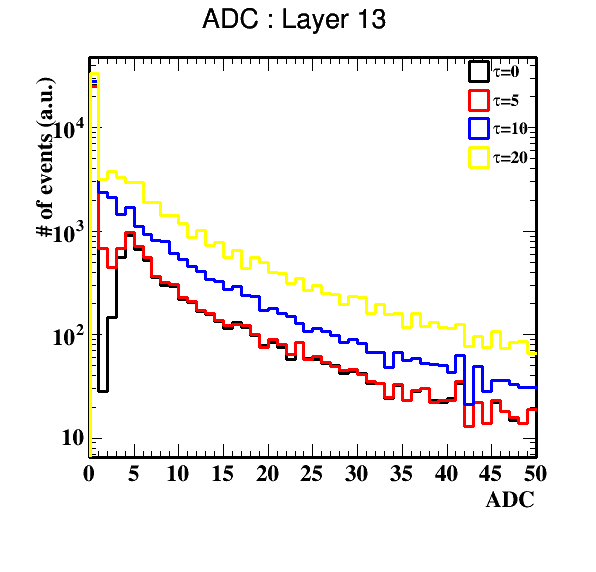 ADC : Layer 13
# of events (a.u.)
τ=0
τ=5
τ=10
τ=20
10⁴
10³
10²
10
0 5 10 15 20 25 30 35 40 45 50
ADC